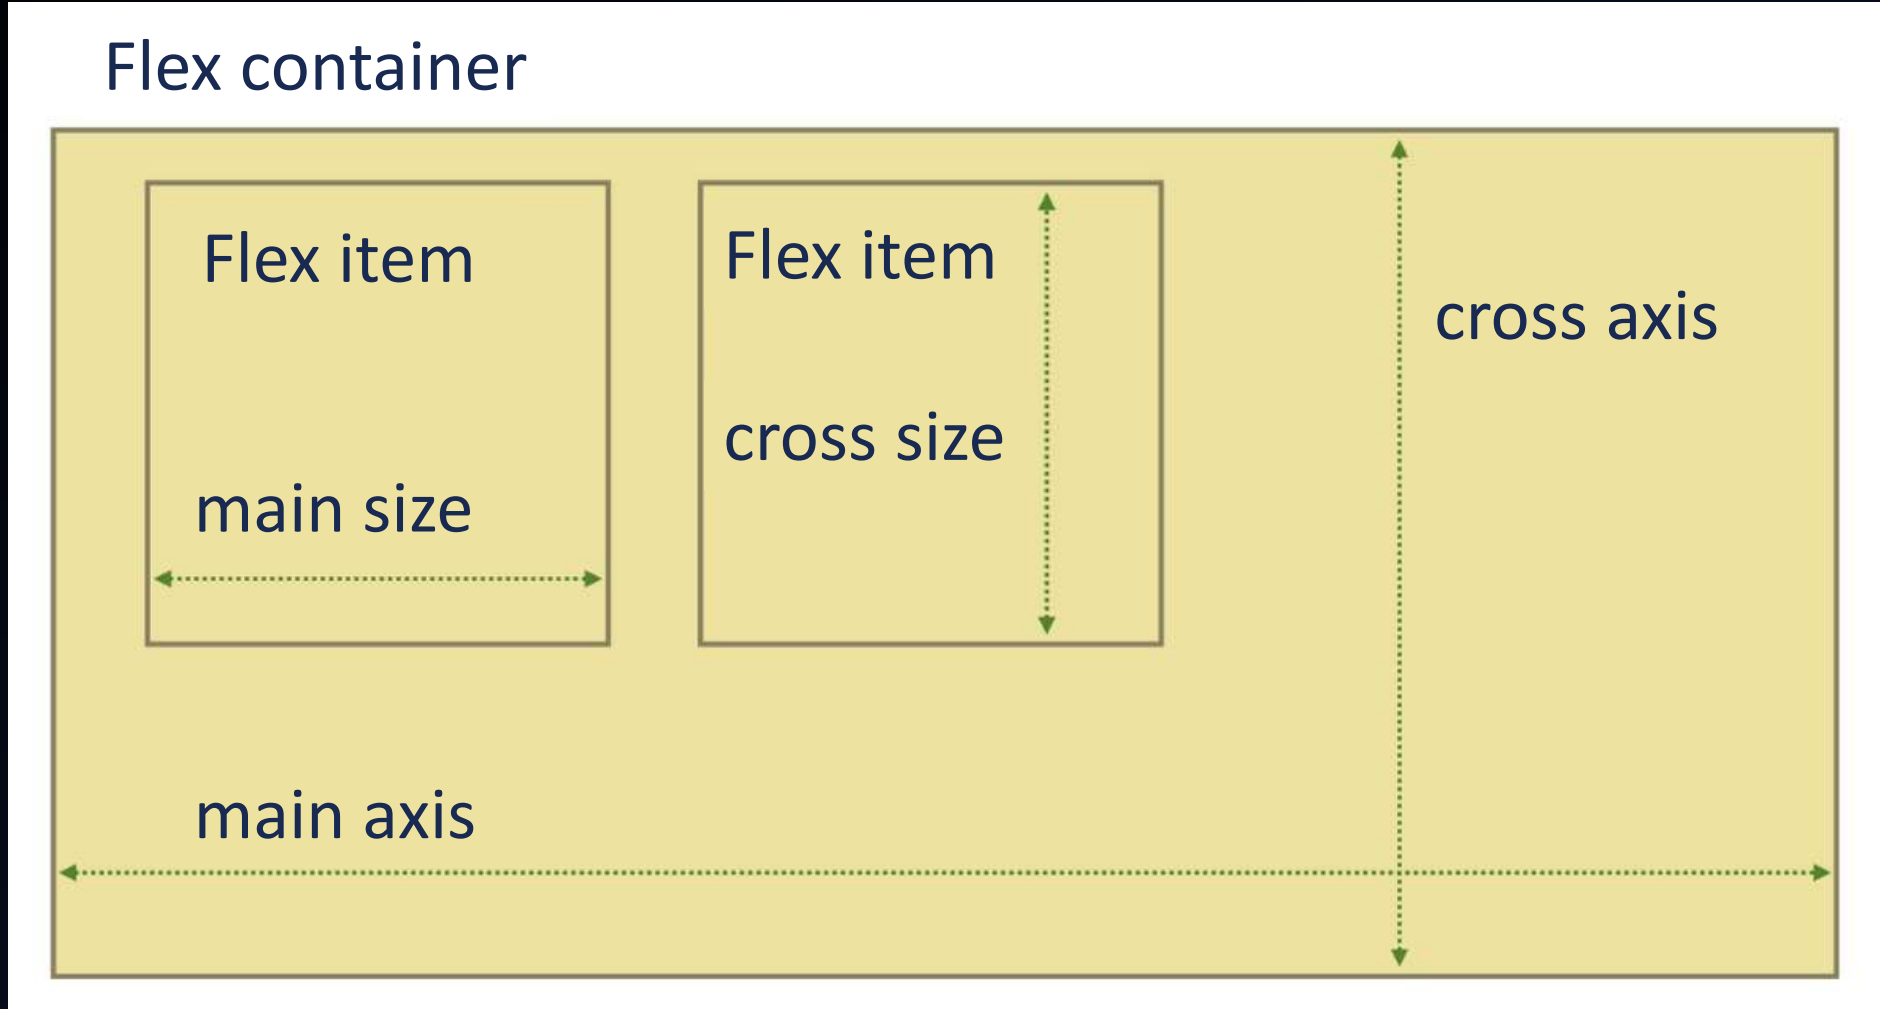 Flex container
Flex item
Flex item
cross axis
cross size
main size
main axis